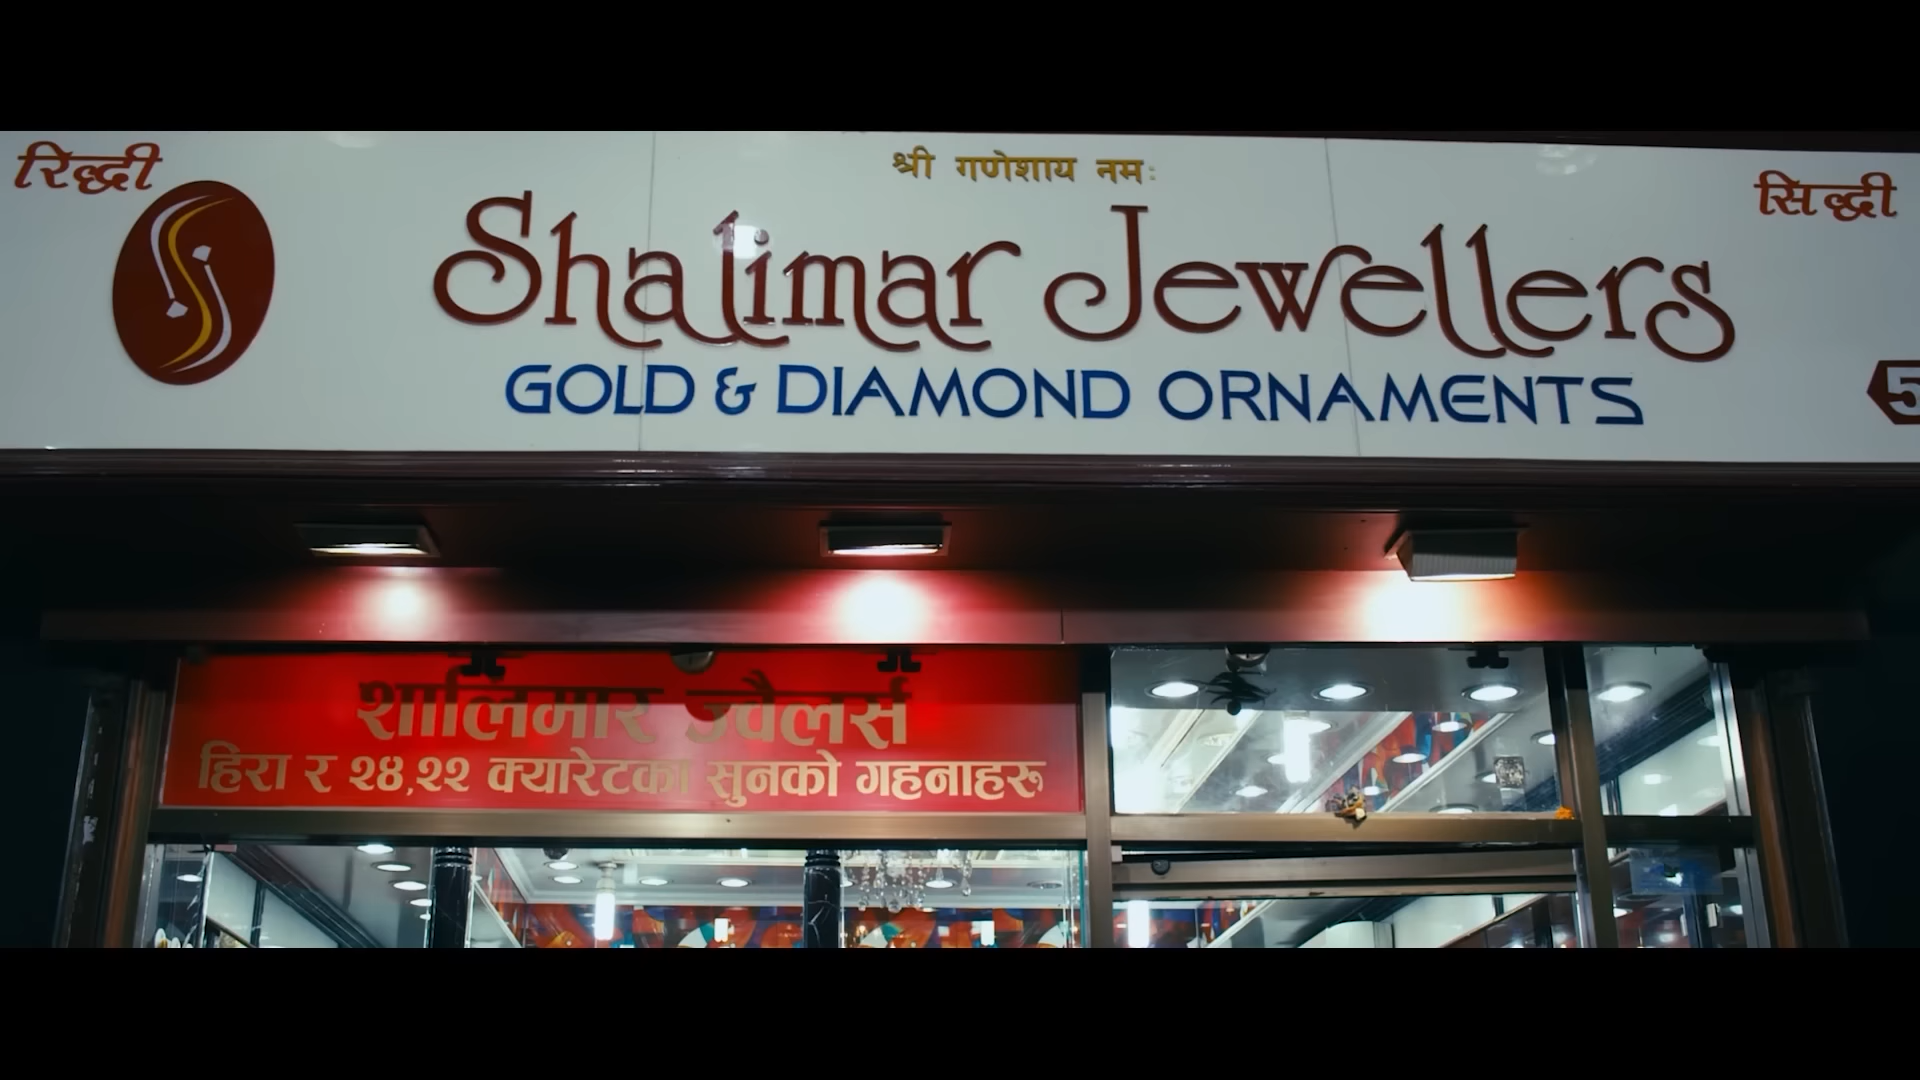 श्री गणेशाय नमः
रिद्धी
सिद्धी
Shalimar Jewellers
GOLD & DIAMOND ORNAMENTS
शालिमार ज्वैलर्स
हिरा र २४,२२ क्यारेटका सुनको गहनाहरु